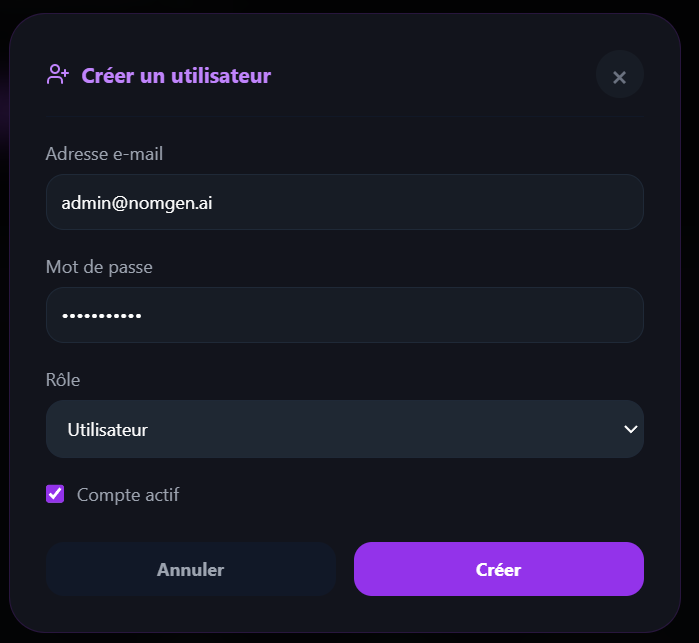 Créer un utilisateur
Adresse e-mail
admin@nomgen.ai
Mot de passe
•••••••••••
Rôle
Utilisateur
Compte actif
Annuler
Créer